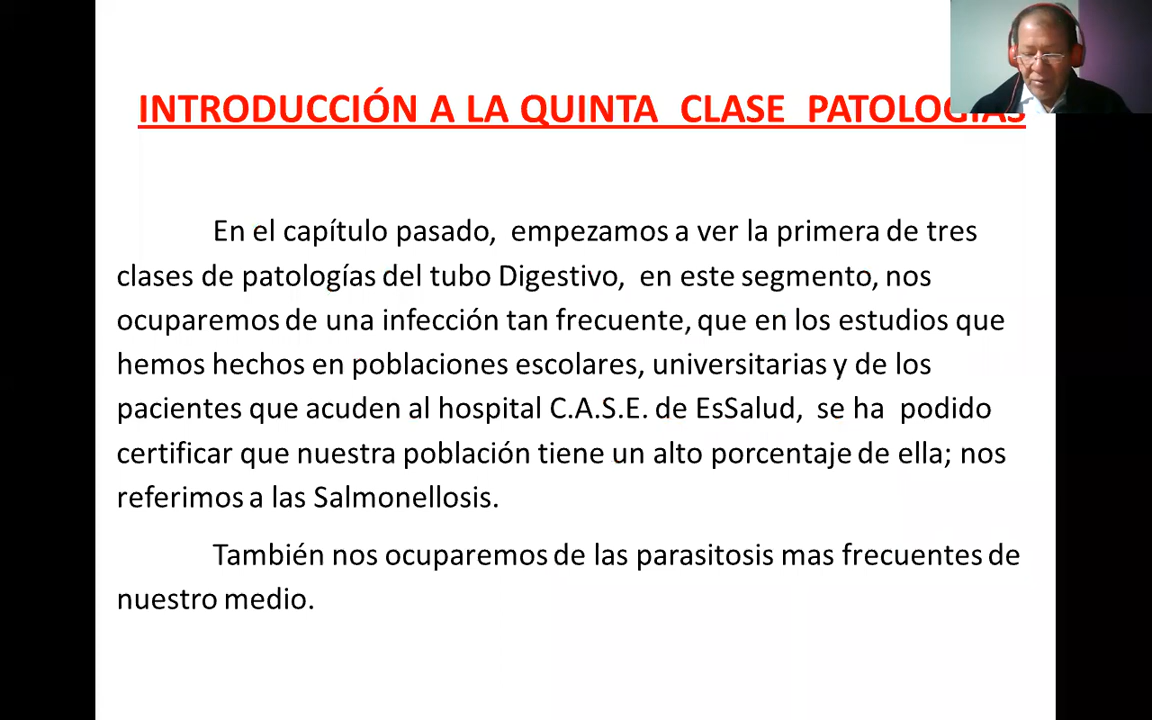 INTRODUCCIÓN A LA QUINTA CLASE PATOLOGÍAS
En el capítulo pasado, empezamos a ver la primera de tres
clases de patologías del tubo Digestivo, en este segmento, nos
ocuparemos de una infección tan frecuente, que en los estudios que
hemos hechos en poblaciones escolares, universitarias y de los
pacientes que acuden al hospital C.A.S.E. de EsSalud, se ha podido
certificar que nuestra población tiene un alto porcentaje de ella; nos
referimos a las Salmonellosis.
También nos ocuparemos de las parasitosis mas frecuentes de
nuestro medio.